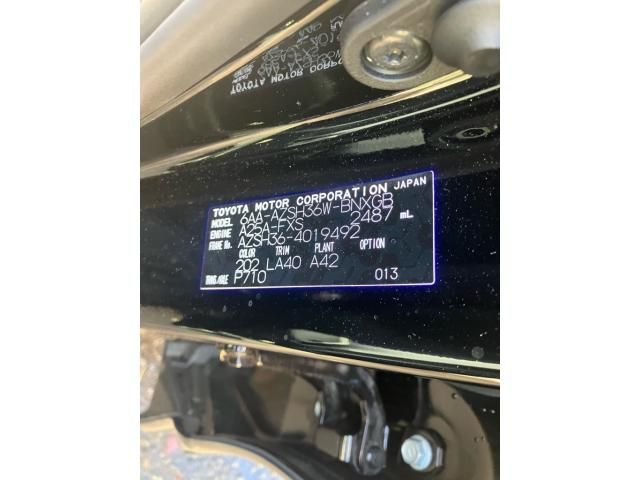 TOYOTA MOTOR CORPORATION JAPAN
MODEL 6AA-AZSH36W-BNXGB
ENGINE A25A-FXS 2487 mL
FRAME No. AZSH36-4019492
COLOR TRIM PLANT OPTION
202 LA40 A42
TRANS/AXLE P710 013